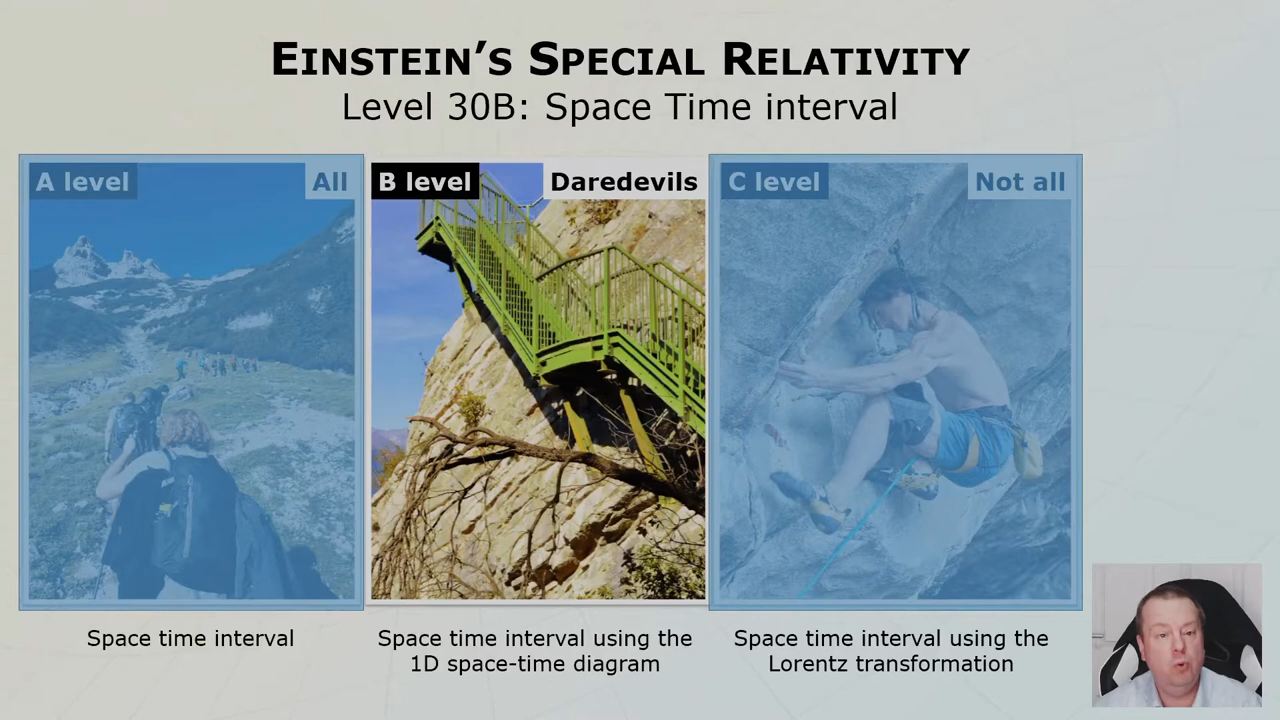 EINSTEIN'S SPECIAL RELATIVITY
Level 30B: Space Time interval
A level
All
B level
Daredevils
C level
Not all
Space time interval
Space time interval using the
1D space-time diagram
Space time interval using the
Lorentz transformation